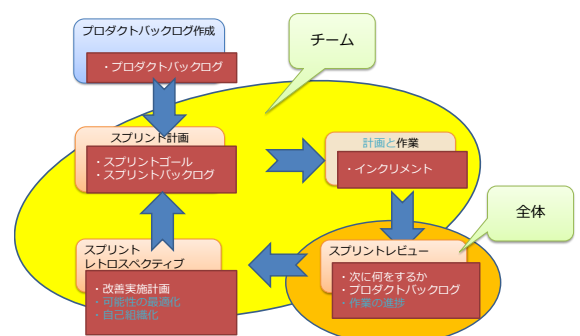 プロダクトバックログ作成
・プロダクトバックログ
チーム
スプリント計画
・スプリントゴール
・スプリントバックログ
計画と作業
・インクリメント
全体
スプリント
レトロスペクティブ
・改善実施計画
・可能性の最適化
・自己組織化
スプリントレビュー
・次に何をするか
・プロダクトバックログ
・作業の進捗